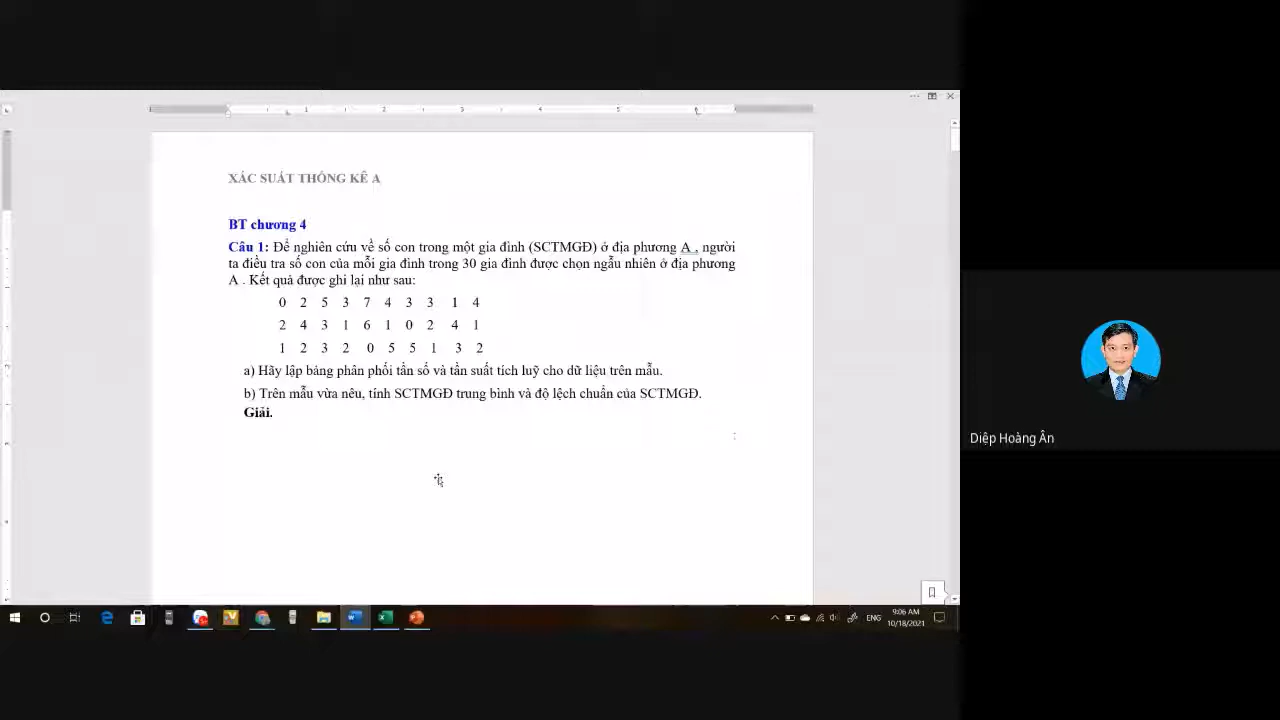 XÁC SUẤT THỐNG KÊ A
BT chương 4
Câu 1: Để nghiên cứu về số con trong một gia đình (SCTMGĐ) ở địa phương A , người
ta điều tra số con của mỗi gia đình trong 30 gia đình được chọn ngẫu nhiên ở địa phương
A . Kết quả được ghi lại như sau:
0 2 5 3 7 4 3 3 1 4
2 4 3 1 6 1 0 2 4 1
1 2 3 2 0 5 5 1 3 2
a) Hãy lập bảng phân phối tần số và tần suất tích luỹ cho dữ liệu trên mẫu.
b) Trên mẫu vừa nêu, tính SCTMGĐ trung bình và độ lệch chuẩn của SCTMGĐ.
Giải.
Diệp Hoàng Ân
ENG
9:06 AM
10/18/2021